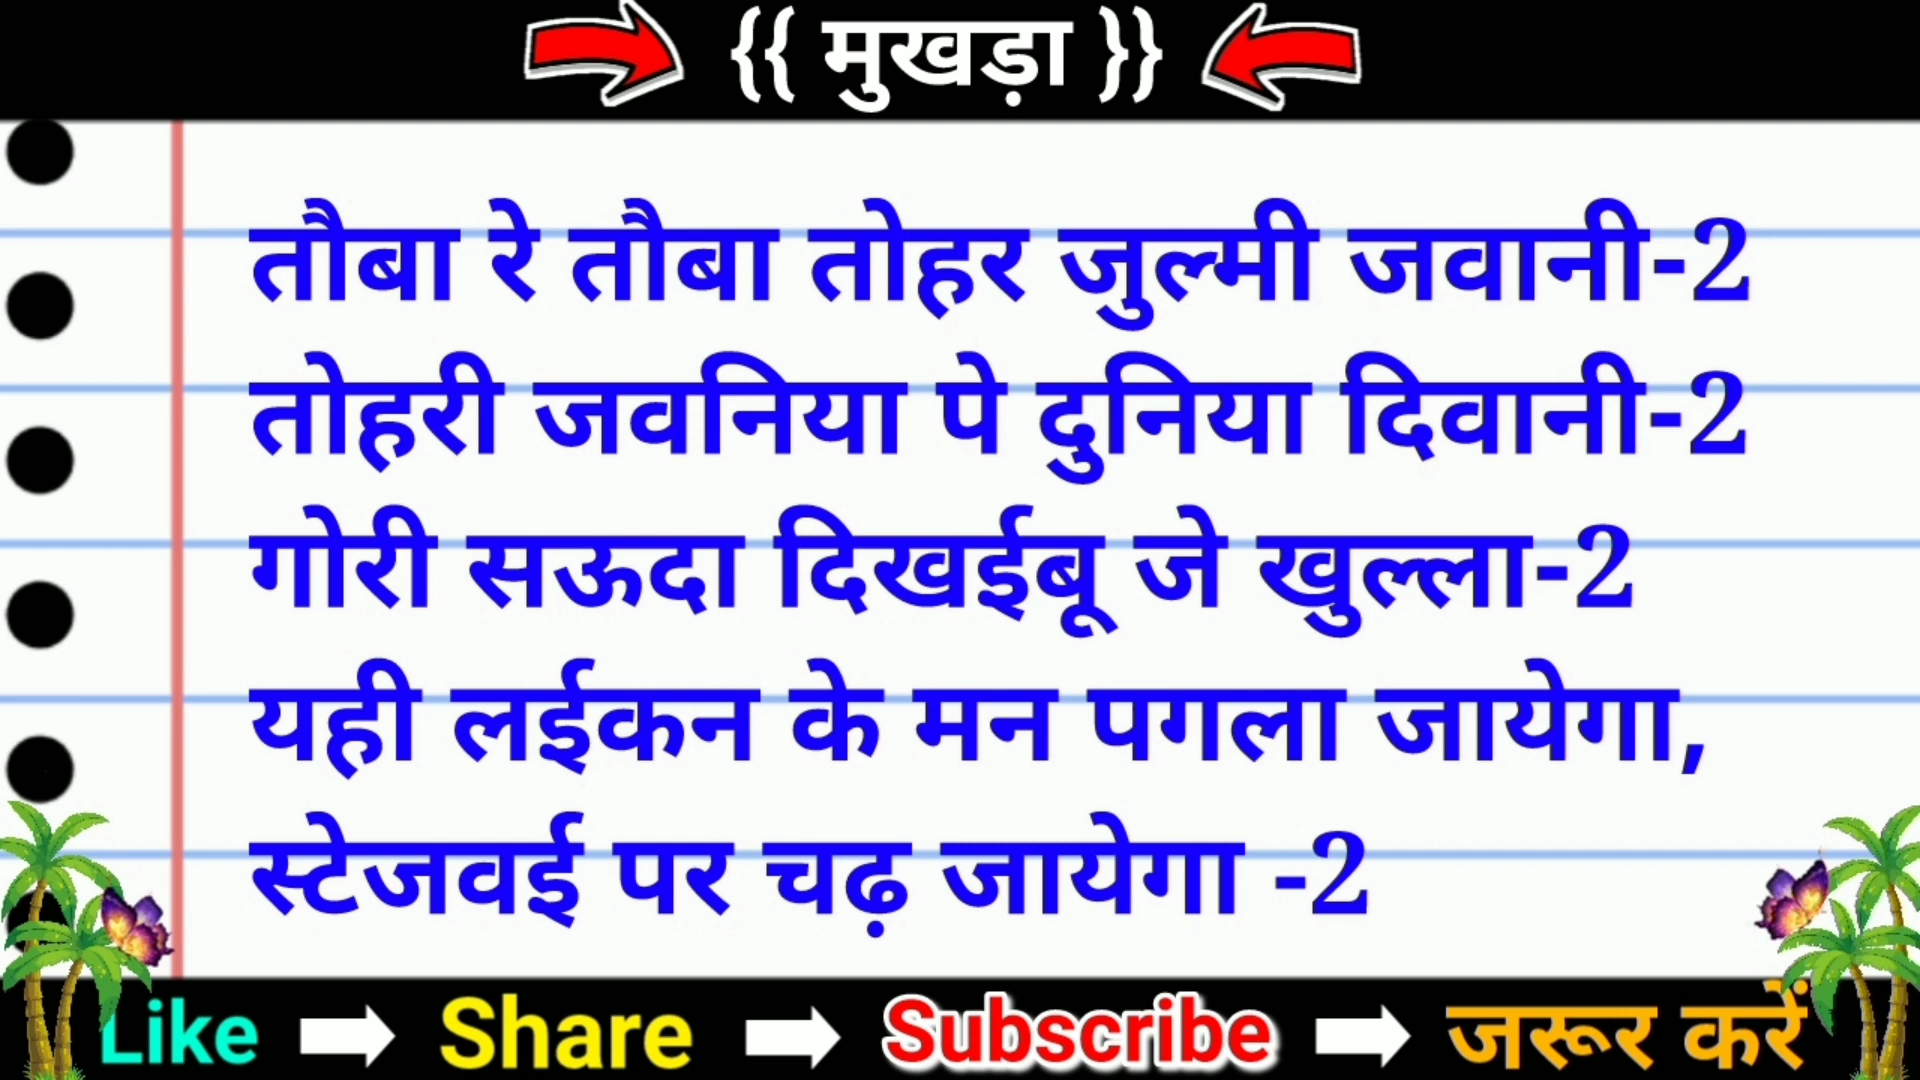 {{ मुखड़ा }}
तौबा रे तौबा तोहर जुल्मी जवानी-2
तोहरी जवनिया पे दुनिया दिवानी-2
गोरी सऊदा दिखईबू जे खुल्ला-2
यही लईकन के मन पगला जायेगा,
स्टेजवई पर चढ़ जायेगा -2
Like Share Subscribe जरूर करें